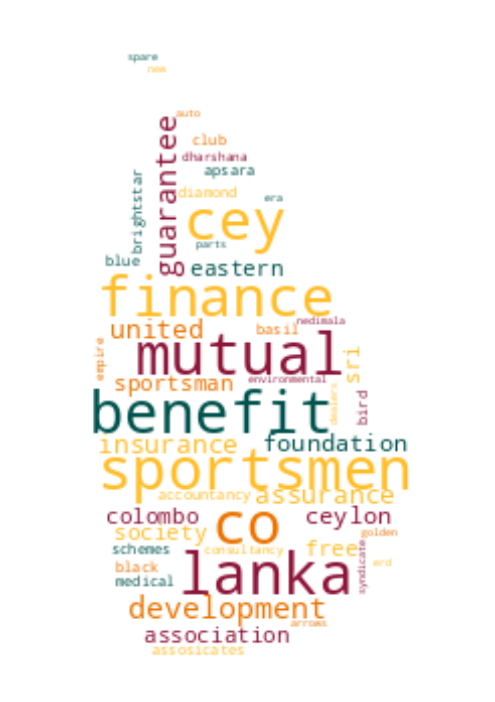 spare
new
auto
guarantee
club
dharshana
apsara
brightstar
diamond
era
cey
parts
blue
eastern
finance
nedimala
united
basil
mutual
empire
sri
sportsman
environmental
benefit
dealers
bird
insurance
foundation
sportsmen
accountancy
assurance
colombo
co
ceylon
society
golden
schemes
consultancy
free
syndicate
black
erd
lanka
medical
development
arrows
association
assosicates